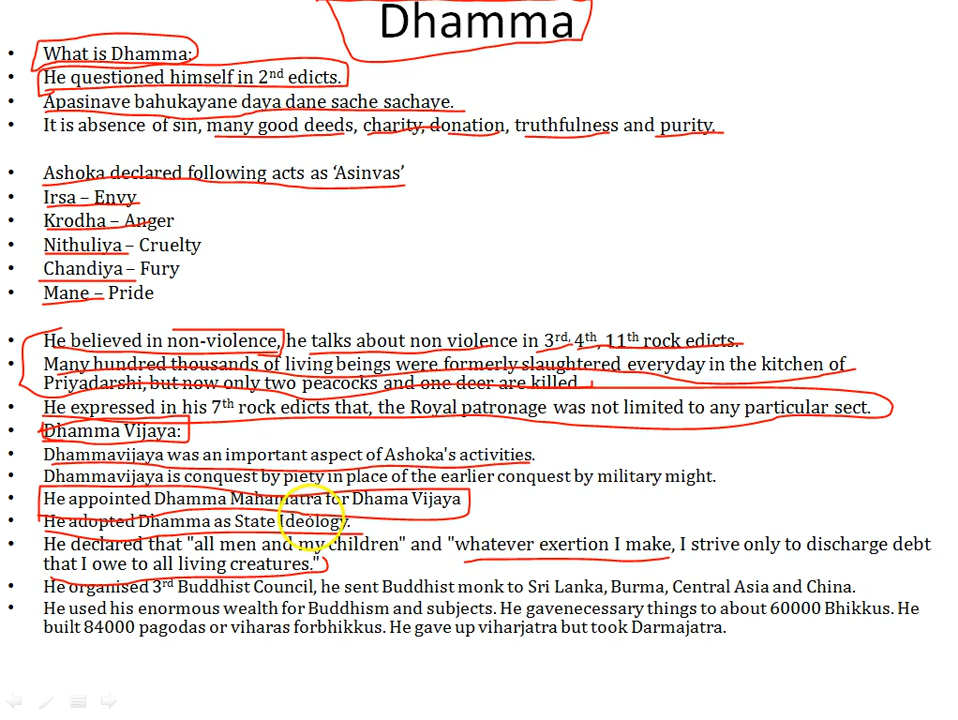 Dhamma
• What is Dhamma:
• He questioned himself in 2nd edicts.
• Apasinave bahukayane daya dane sache sachaye.
• It is absence of sin, many good deeds, charity, donation, truthfulness and purity.
• Ashoka declared following acts as ‘Asinvas’
• Irsa – Envy
• Krodha – Anger
• Nithuliya – Cruelty
• Chandiya – Fury
• Mane – Pride
• He believed in non-violence, he talks about non violence in 3rd, 4th, 11th rock edicts.
• Many hundred thousands of living beings were formerly slaughtered everyday in the kitchen of
Priyadarshi, but now only two peacocks and one deer are killed
• He expressed in his 7th rock edicts that, the Royal patronage was not limited to any particular sect.
• Dhamma Vijaya:
• Dhammavijaya was an important aspect of Ashoka's activities.
• Dhammavijaya is conquest by piety in place of the earlier conquest by military might.
• He appointed Dhamma Mahamatra for Dhama Vijaya
• He adopted Dhamma as State Ideology.
• He declared that "all men and my children" and "whatever exertion I make, I strive only to discharge debt
that I owe to all living creatures."
• He organised 3rd Buddhist Council, he sent Buddhist monk to Sri Lanka, Burma, Central Asia and China.
• He used his enormous wealth for Buddhism and subjects. He gavenecessary things to about 60000 Bhikkus. He
built 84000 pagodas or viharas forbhikkus. He gave up viharjatra but took Darmajatra.